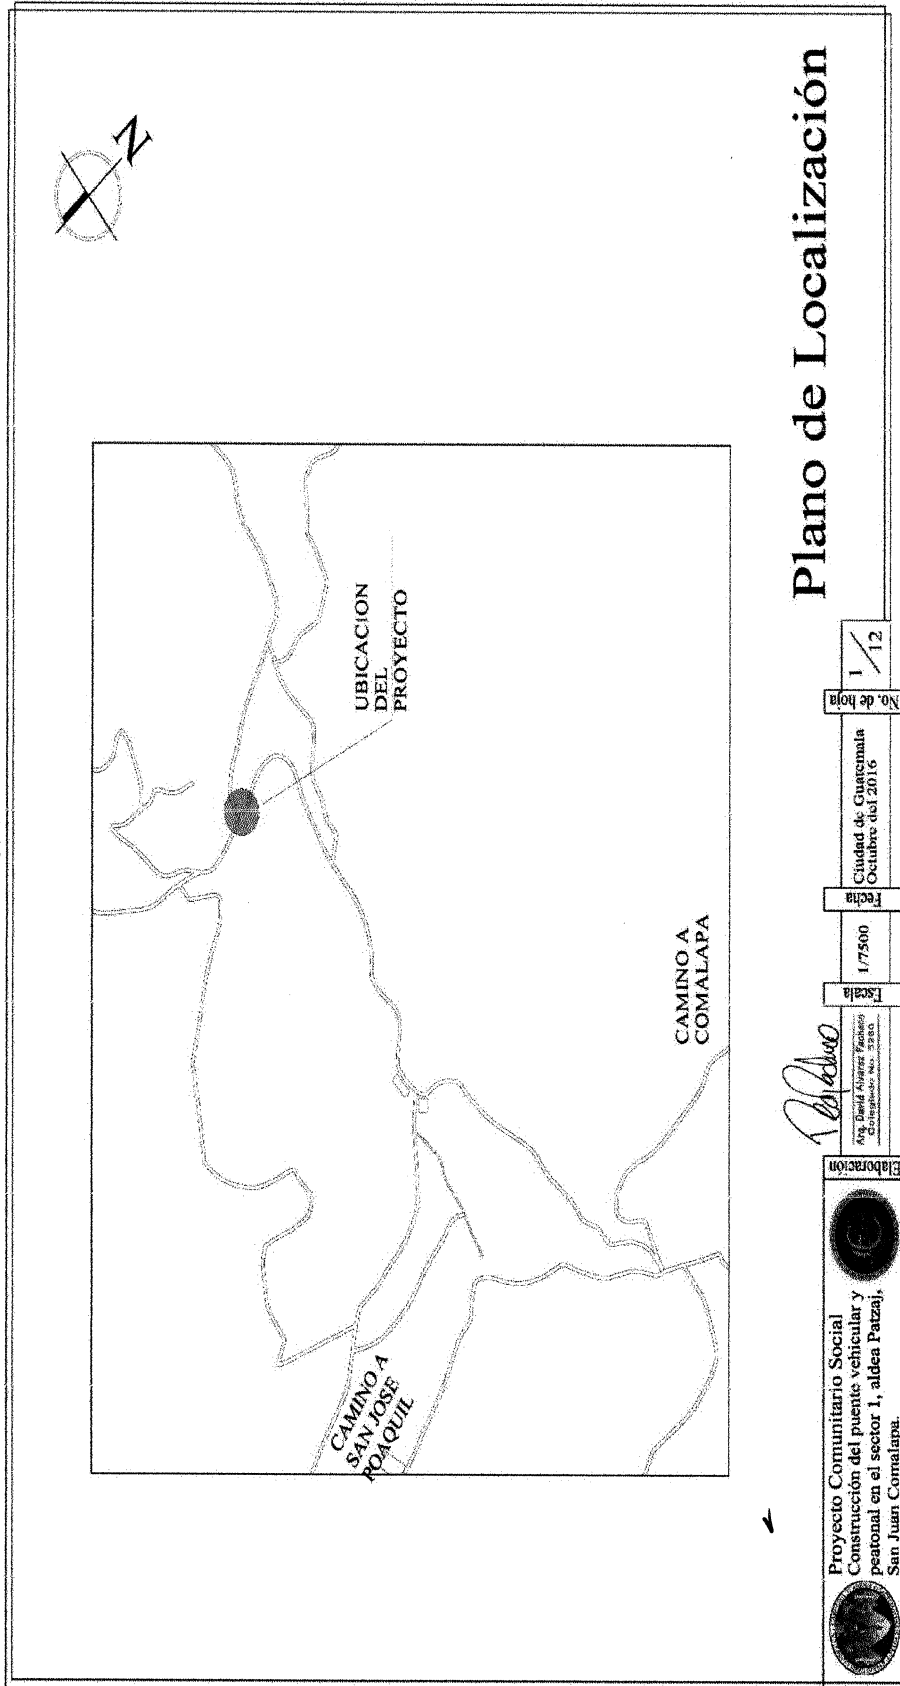 N
UBICACION
DEL
PROYECTO
CAMINO A
COMALAPA
CAMINO A
SAN JOSE
POAQUIL
Plano de Localización
Proyecto Comunitario Social
Construcción del puente vehicular y
peatonal en el sector 1, aldea Patzaj,
San Juan Comalapa.
Elaboración
Arq. David Alvarez Pacheco
Colegiado No. 3280
Escala
1/7500
Fecha
Ciudad de Guatemala
Octubre del 2016
No. de hoja
1/12